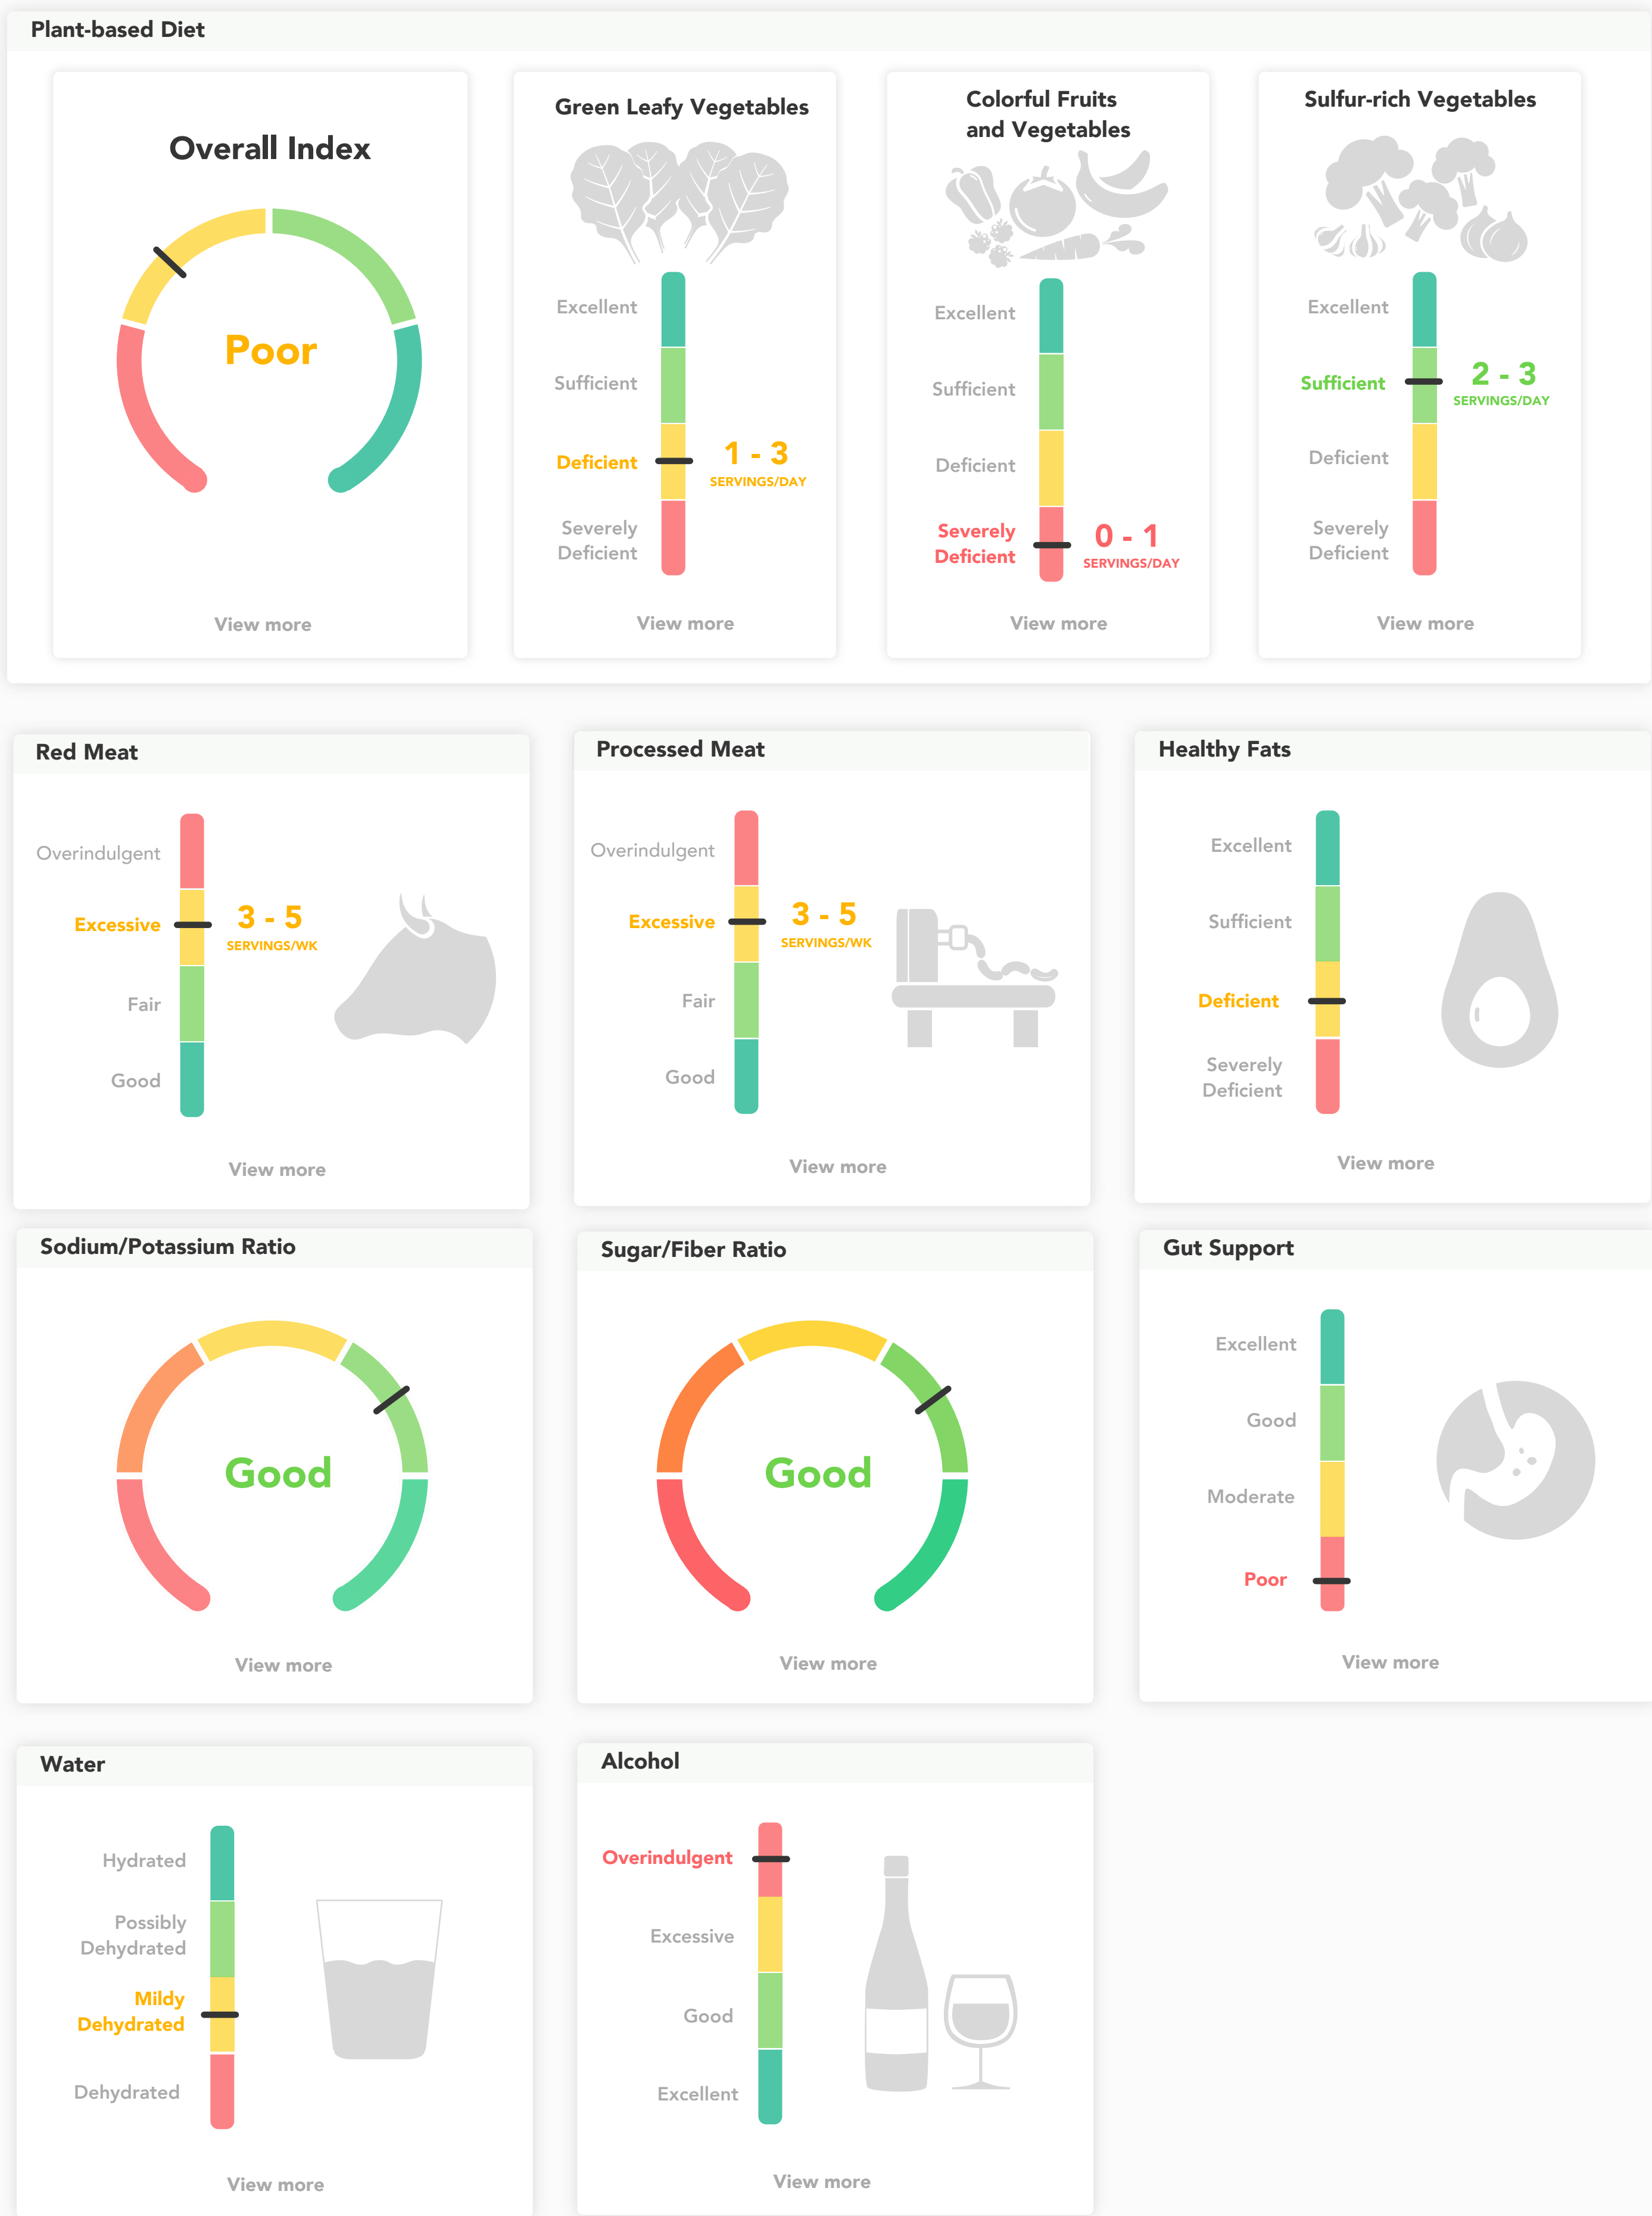 Plant-based Diet
Overall Index
Poor
View more
Green Leafy Vegetables
Excellent
Sufficient
Deficient
1 - 3
SERVINGS/DAY
Severely
Deficient
View more
Colorful Fruits
and Vegetables
Excellent
Sufficient
Deficient
Severely
Deficient
0 - 1
SERVINGS/DAY
View more
Sulfur-rich Vegetables
Excellent
Sufficient
2 - 3
SERVINGS/DAY
Deficient
Severely
Deficient
View more
Red Meat
Overindulgent
Excessive
3 - 5
SERVINGS/WK
Fair
Good
View more
Processed Meat
Overindulgent
Excessive
3 - 5
SERVINGS/WK
Fair
Good
View more
Healthy Fats
Excellent
Sufficient
Deficient
Severely
Deficient
View more
Sodium/Potassium Ratio
Good
View more
Sugar/Fiber Ratio
Good
View more
Gut Support
Excellent
Good
Moderate
Poor
View more
Water
Hydrated
Possibly
Dehydrated
Mildy
Dehydrated
Dehydrated
View more
Alcohol
Overindulgent
Excessive
Good
Excellent
View more